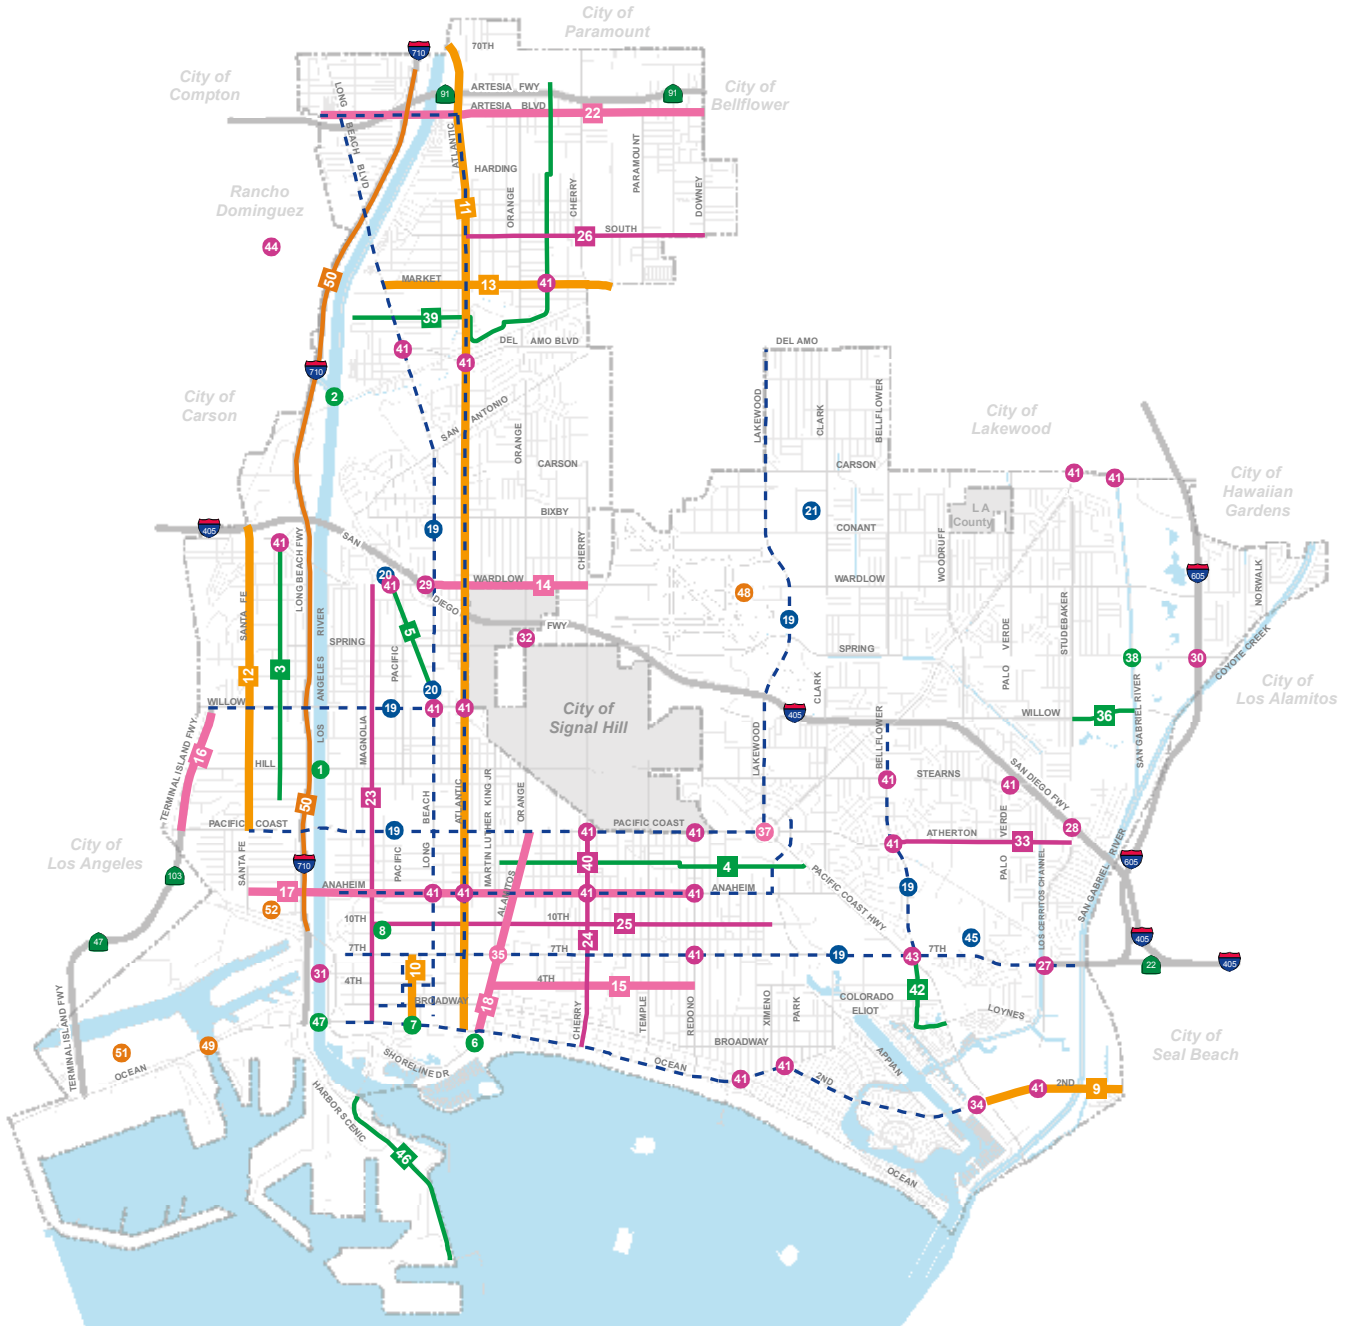 City of
Paramount
70TH
710
City of
Compton
City of
Bellflower
ARTESIA FWY
91
91
ARTESIA BLVD
22
LONG
BEACH BLVD
ATLANTIC
HARDING
ORANGE
CHERRY
PARAMOUNT
DOWNEY
Rancho
Dominguez
11
44
SOUTH
26
50
MARKET
13
41
39
DEL AMO BLVD
41
41
710
2
City of
Carson
SAN ANTONIO
ORANGE
CARSON
BIXBY
CHERRY
DEL AMO
LAKEWOOD
CLARK
BELLFLOWER
City of
Lakewood
CARSON
41
41
City of
Hawaiian
Gardens
21
L A
County
CONANT
WOODRUFF
WARDLOW
405
41
SAN
DIEGO
FWY
19
20
41
29
WARDLOW
14
48
605
NORWALK
SANTA FE
LONG BEACH FWY
LOS ANGELES RIVER
SPRING
5
PACIFIC
32
19
SPRING
PALO VERDE
STUDEBAKER
38
30
COYOTE CREEK
City of
Los Alamitos
3
12
20
WILLOW
19
41
41
City of
Signal Hill
CLARK
405
WILLOW
36
SAN GABRIEL RIVER
16
TERMINAL ISLAND FWY
HILL
1
MAGNOLIA
23
LONG BEACH
ATLANTIC
MARTIN LUTHER KING JR
ORANGE
LAKEWOOD
BELLFLOWER
41
STEARNS
41
SAN DIEGO FWY
50
PACIFIC COAST
19
PACIFIC COAST
41
41
37
41
ATHERTON
33
PALO VERDE
28
City of
Los Angeles
103
SANTA FE
710
PACIFIC
40
4
PACIFIC COAST HWY
605
17
ANAHEIM
41
41
ALAMITOS
41
41
ANAHEIM
19
LOS CERRITOS CHANNEL
SAN GABRIEL RIVER
52
10TH
8
10TH
25
47
7TH
35
7TH
24
41
19
43
7TH
45
27
405
22
405
31
4TH
10
4TH
15
BROADWAY
18
CHERRY
TEMPLE
REDONO
XIMENO
PARK
COLORADO
ELIOT
42
LOYNES
47
7
6
BROADWAY
City of
Seal Beach
TERMINAL ISLAND FWY
51
49
OCEAN
SHORELINE DR
OCEAN
41
41
2ND
APPIAN
34
41
2ND
9
HARBOR SCENIC
46
OCEAN